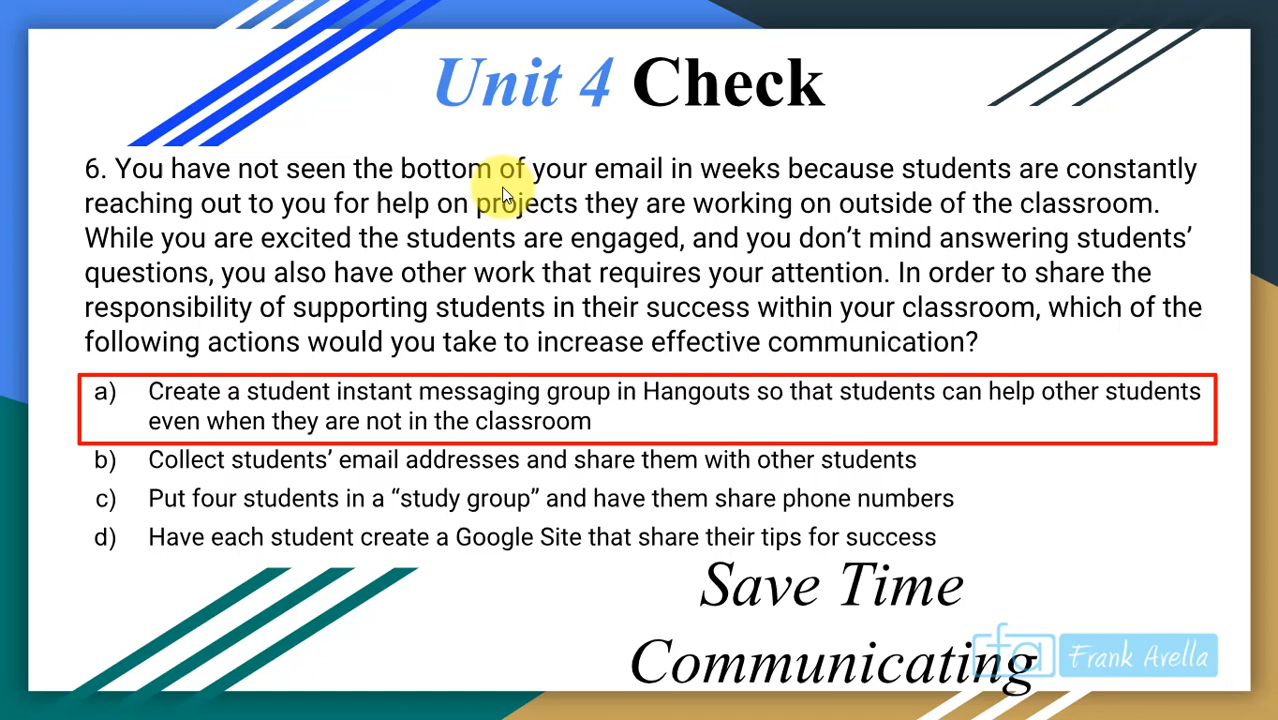 Unit 4 Check
6. You have not seen the bottom of your email in weeks because students are constantly
reaching out to you for help on projects they are working on outside of the classroom.
While you are excited the students are engaged, and you don’t mind answering students’
questions, you also have other work that requires your attention. In order to share the
responsibility of supporting students in their success within your classroom, which of the
following actions would you take to increase effective communication?
a) Create a student instant messaging group in Hangouts so that students can help other students
even when they are not in the classroom
b) Collect students’ email addresses and share them with other students
c) Put four students in a “study group” and have them share phone numbers
d) Have each student create a Google Site that share their tips for success
Save Time
Communicating
fa Frank Avella